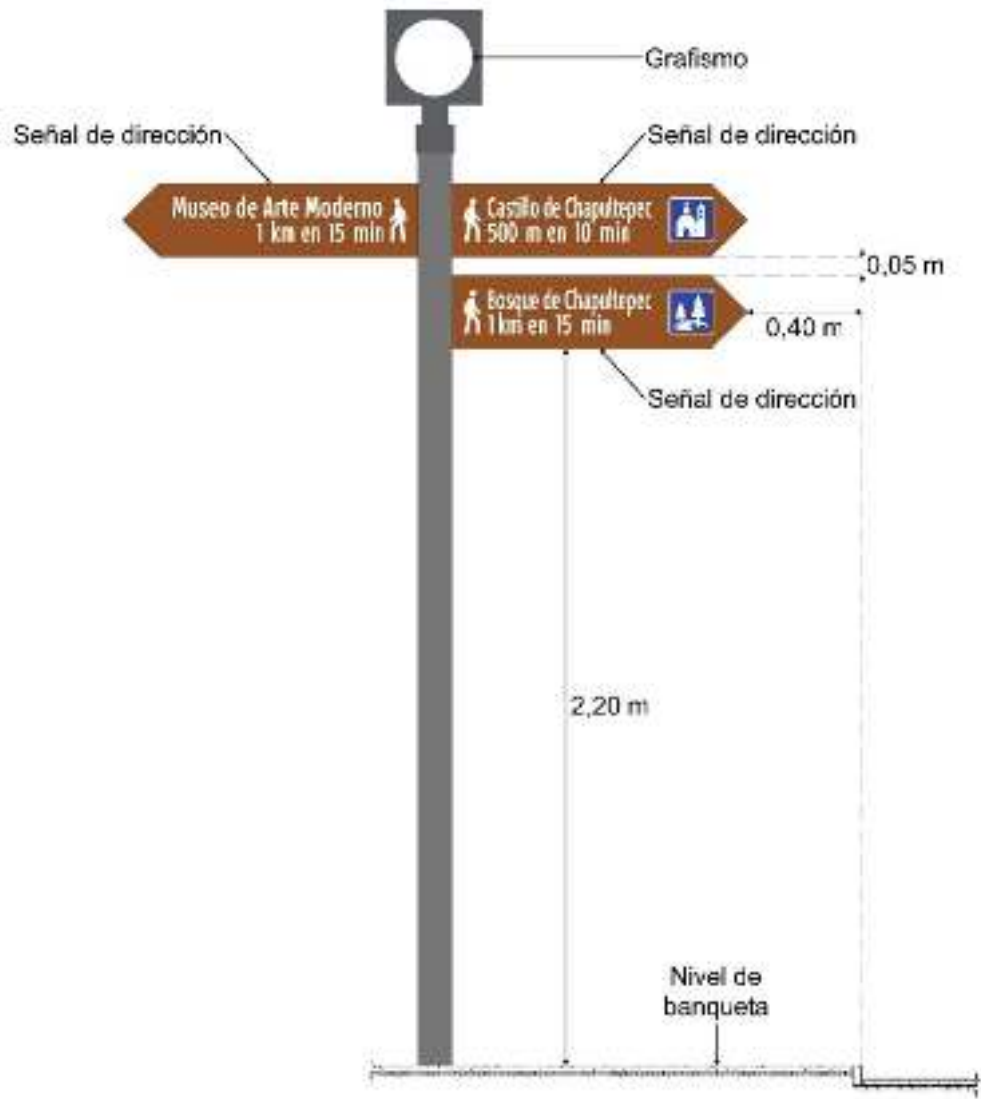 Grafismo
Señal de dirección
Señal de dirección
Museo de Arte Moderno
1 km en 15 min
Castillo de Chapultepec
500 m en 10 min
0,05 m
Bosque de Chapultepec
1 km en 15 min
0,40 m
Señal de dirección
2,20 m
Nivel de
banqueta